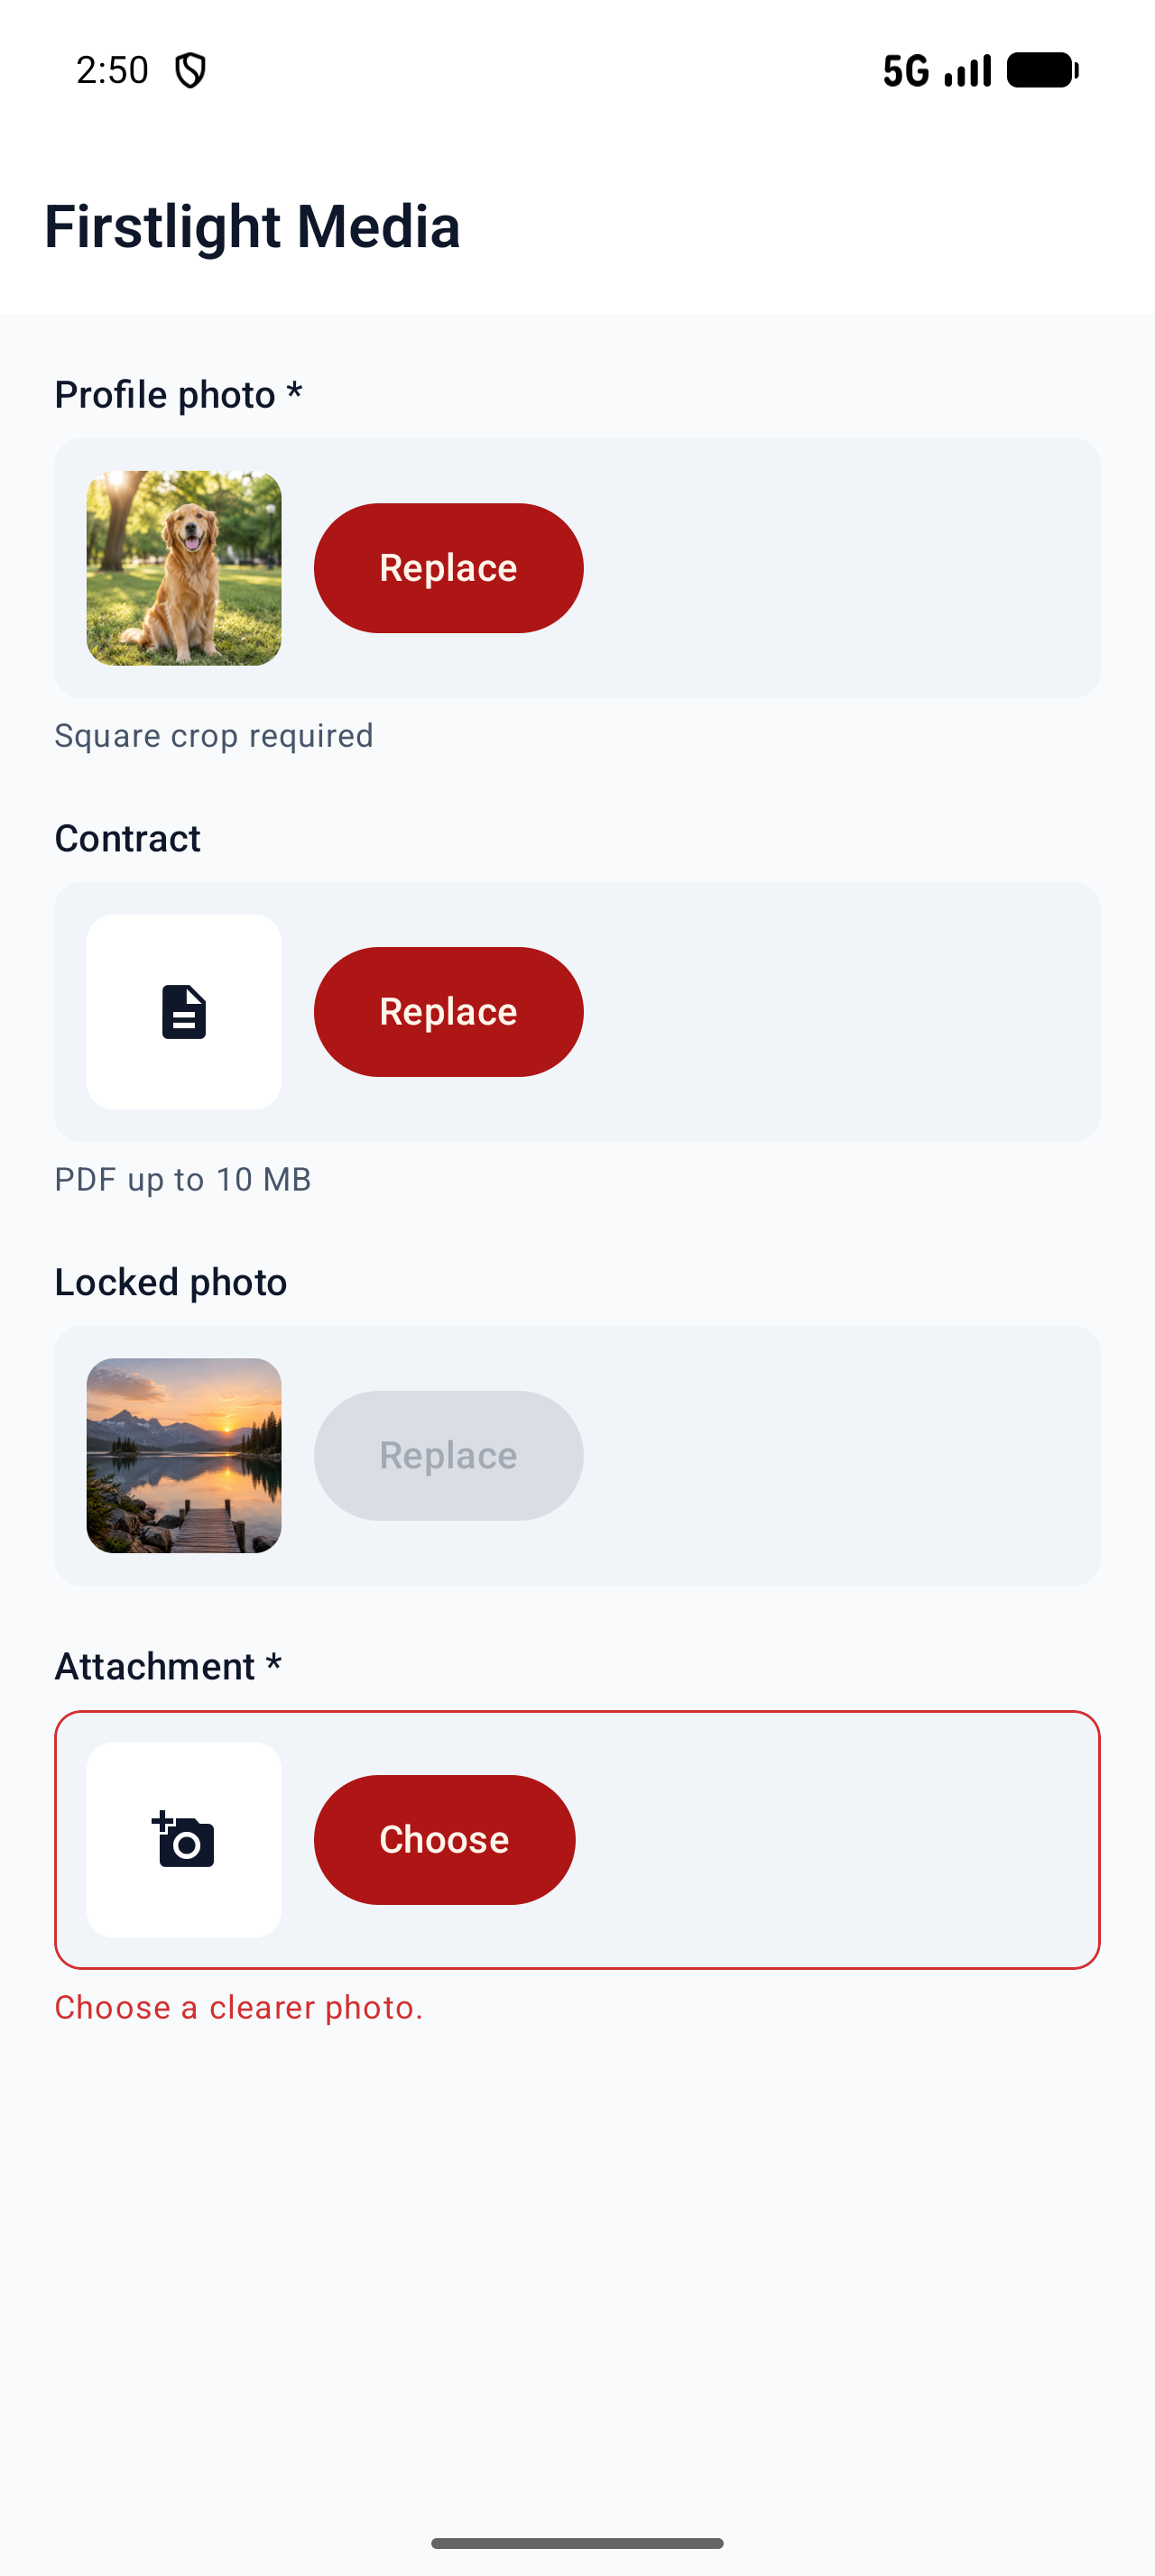 2:50
5G
Firstlight Media
Profile photo *
Replace
Square crop required
Contract
Replace
PDF up to 10 MB
Locked photo
Replace
Attachment *
Choose
Choose a clearer photo.